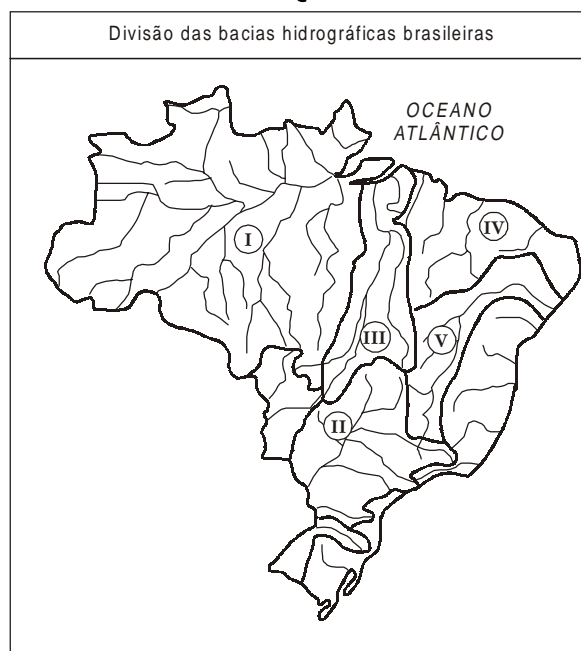 Divisão das bacias hidrográficas brasileiras
OCEANO
ATLÂNTICO
IV
I
III
V
II